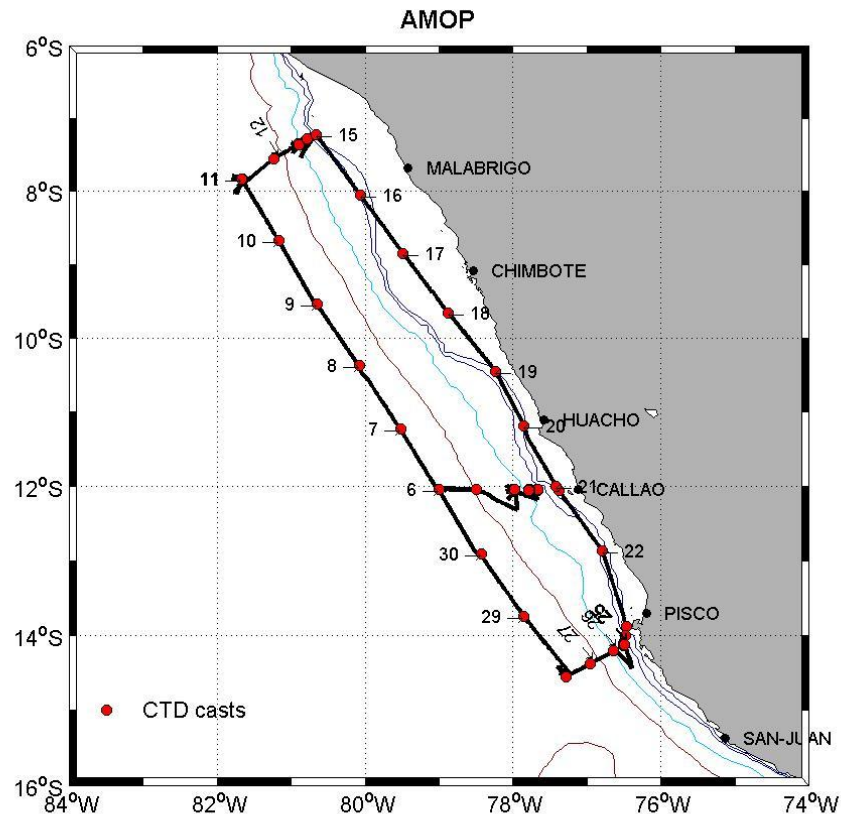 AMOP
6°S
8°S
10°S
12°S
14°S
16°S
84°W
82°W
80°W
78°W
76°W
74°W
12
15
MALABRIGO
11
16
10
17
CHIMBOTE
9
18
8
19
7
20
HUACHO
6
21
CALLAO
30
22
29
27
26
PISCO
CTD casts
SAN-JUAN